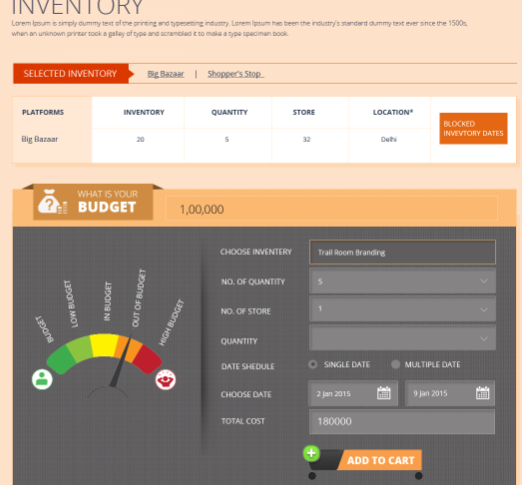 INVENTORY
Lorem Ipsum is simply dummy text of the printing and typesetting industry. Lorem Ipsum has been the industry's standard dummy text ever since the 1500s,
when an unknown printer took a galley of type and scrambled it to make a type specimen book.
SELECTED INVENTORY Big Bazaar | Shopper's Stop
PLATFORMS INVENTORY QUANTITY STORE LOCATION*
BLOCKED
INVEVTORY DATES
Big Bazaar 20 5 32 Delhi
WHAT IS YOUR
BUDGET
1,00,000
BUDGET
LOW BUDGET
IN BUDGET
OUT OF BUDGET
HIGH BUDGET
CHOOSE INVENTERY Trail Room Branding
NO. OF QUANTITY 5
NO. OF STORE 1
QUANTITY
DATE SHEDULE SINGLE DATE MULTIPLE DATE
CHOOSE DATE 2 Jan 2015 9 Jan 2015
TOTAL COST 180000
ADD TO CART